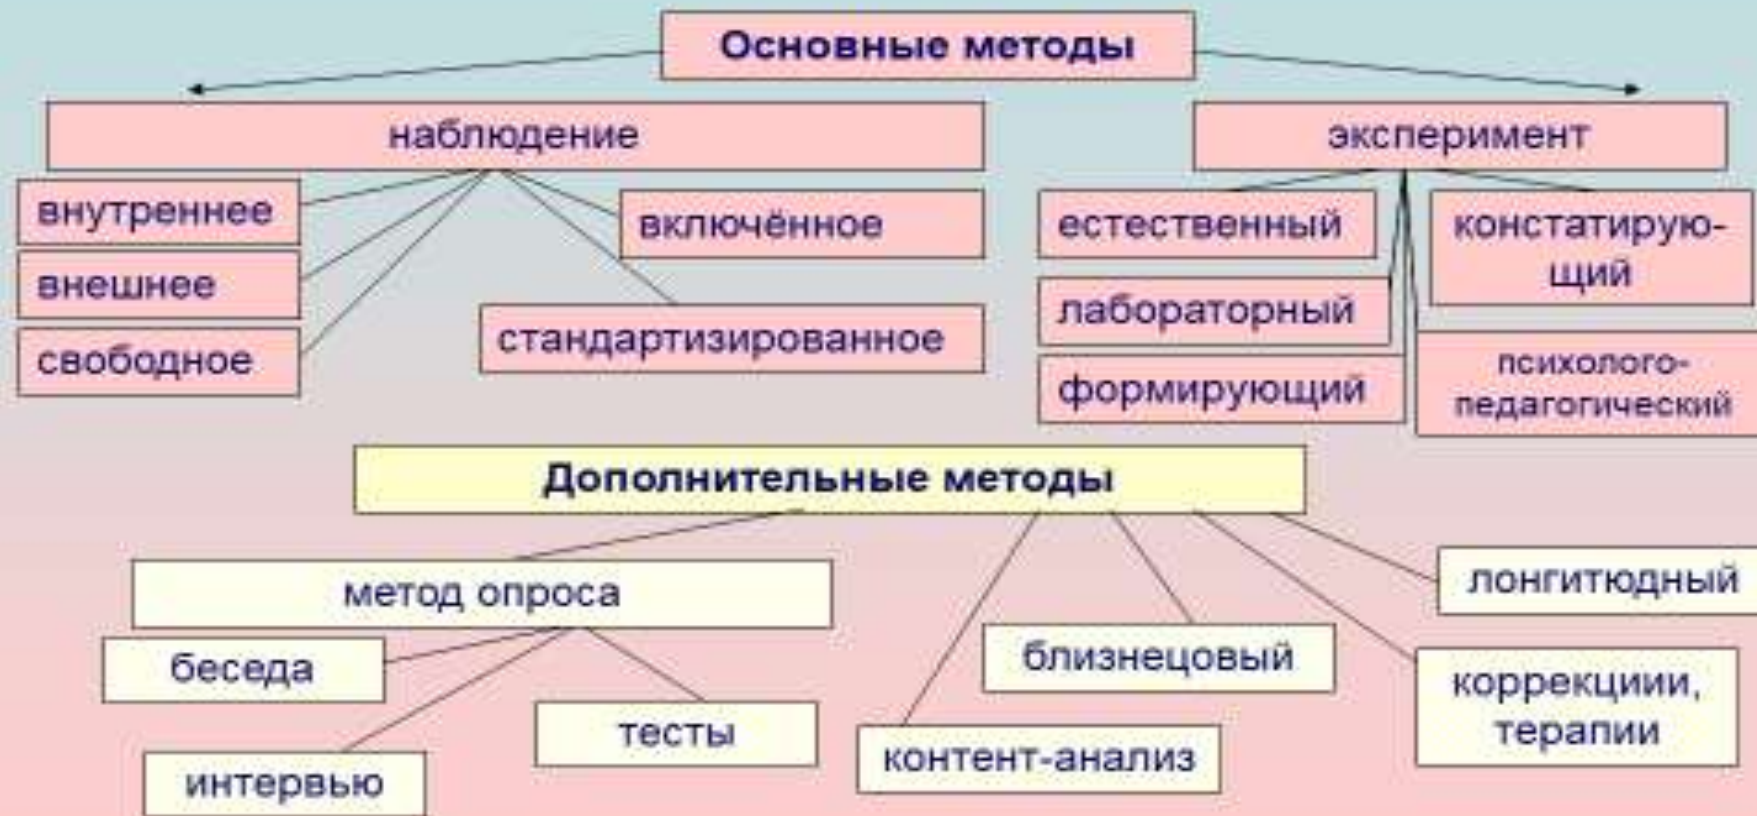 Основные методы
наблюдение
эксперимент
внутреннее
включённое
естественный
констатирую-
щий
внешнее
лабораторный
свободное
стандартизированное
формирующий
психолого-
педагогический
Дополнительные методы
метод опроса
лонгитюдный
беседа
близнецовый
коррекциии,
терапии
тесты
контент-анализ
интервью